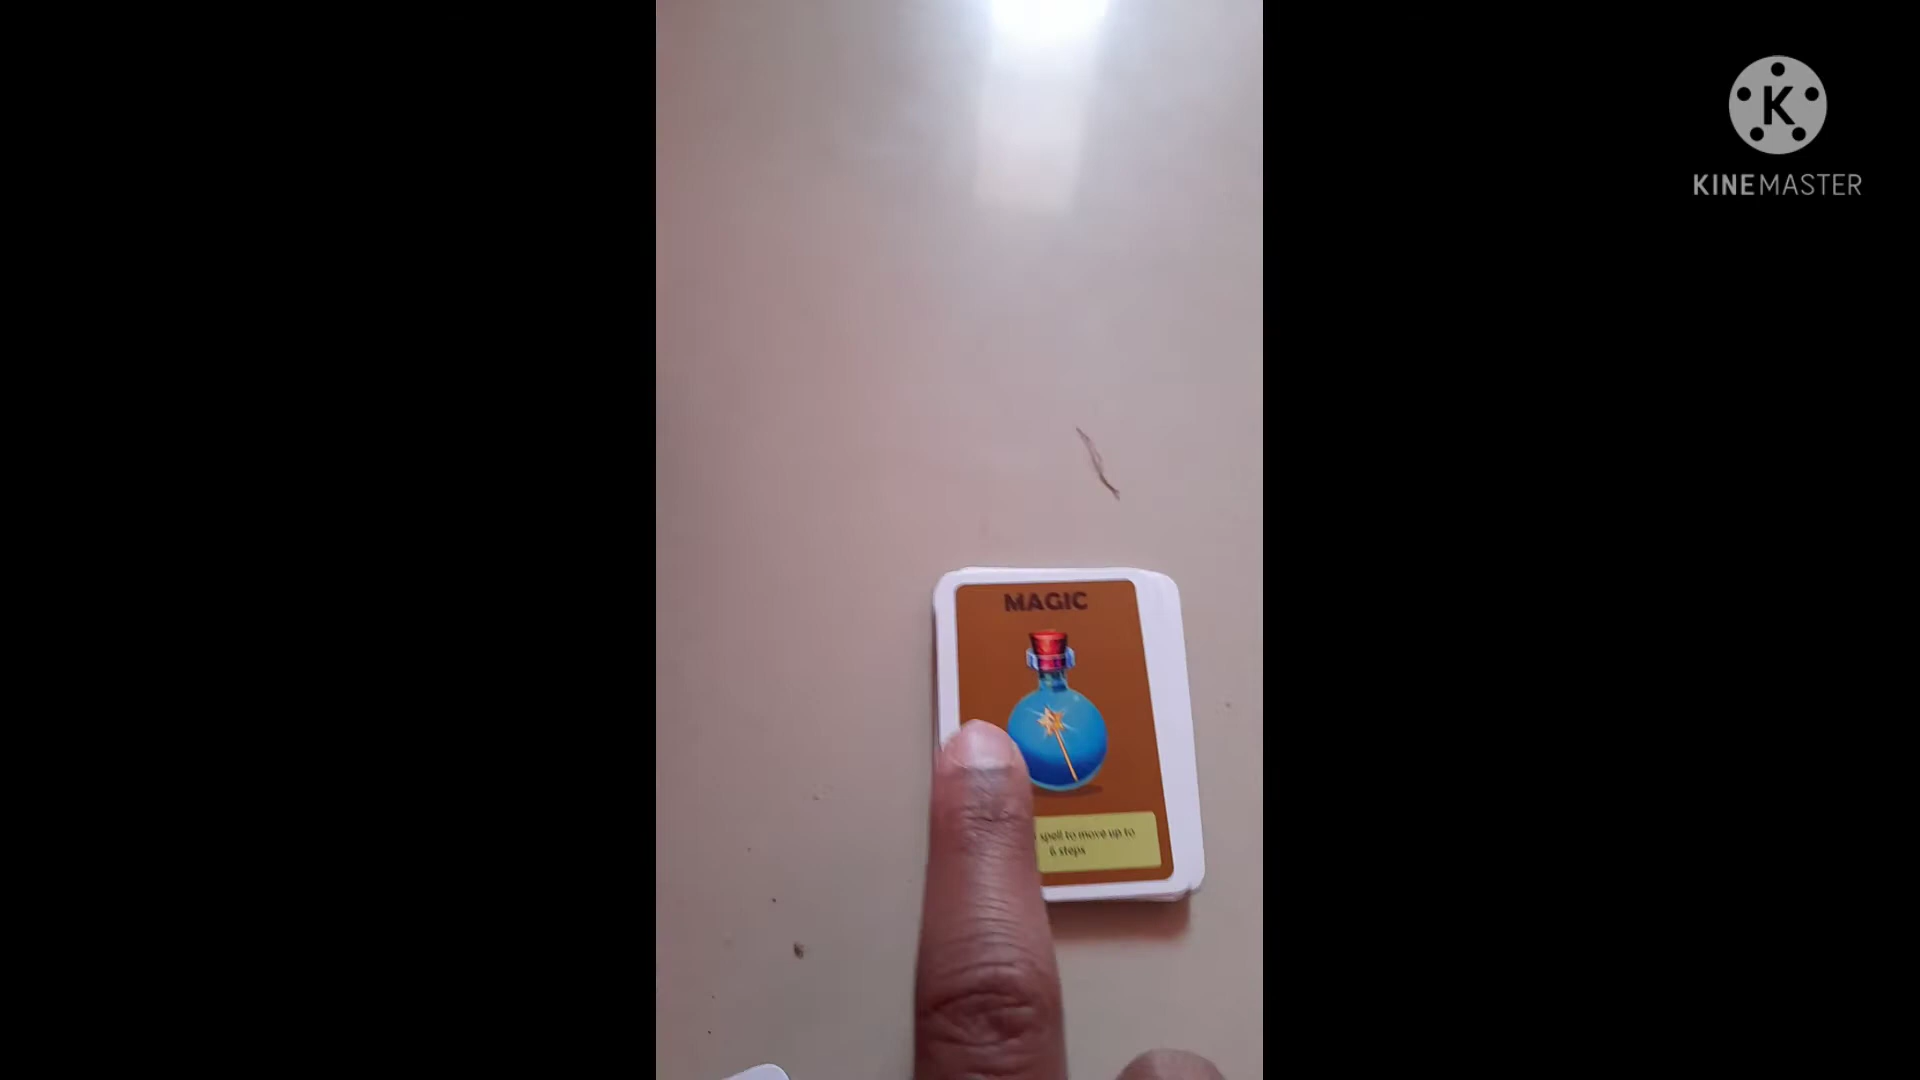 K
KINEMASTER
MAGIC
spell to move up to
6 steps